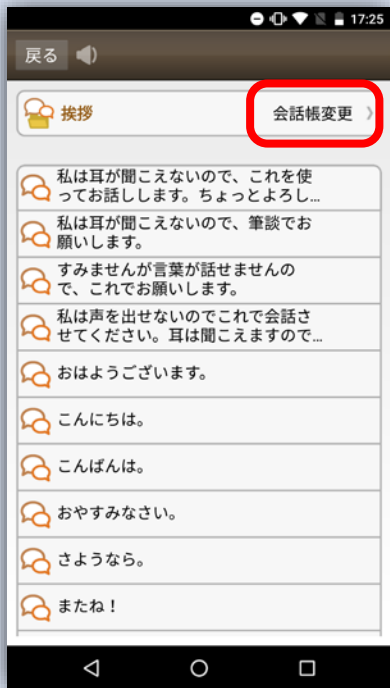 17:25
戻る
挨拶 会話帳変更
私は耳が聞こえないので、これを使
ってお話しします。ちょっとよろし...
私は耳が聞こえないので、筆談でお
願いします。
すみませんが言葉が話せませんの
で、これでお願いします。
私は声を出せないのでこれで会話さ
せてください。耳は聞こえますので...
おはようございます。
こんにちは。
こんばんは。
おやすみなさい。
さようなら。
またね！